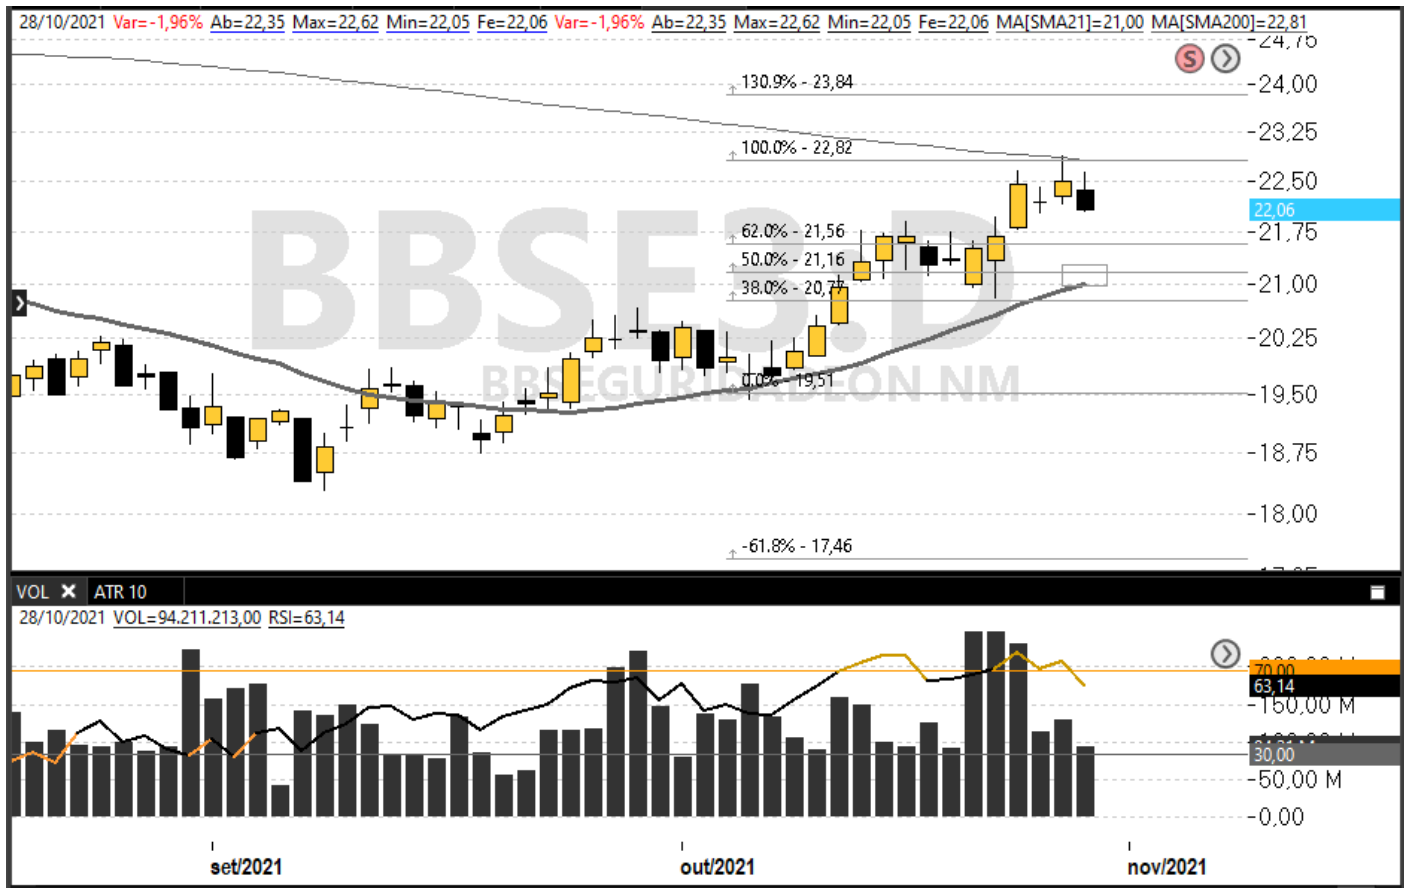 28/10/2021 Var=-1,96% Ab=22,35 Max=22,62 Min=22,05 Fe=22,06 Var=-1,96% Ab=22,35 Max=22,62 Min=22,05 Fe=22,06 MA[SMA21]=21,00 MA[SMA200]=22,81
24,75
S
130.9% - 23,84
24,00
23,25
100.0% - 22,82
22,50
22,06
BBSE3:D
62.0% - 21,56
21,75
50.0% - 21,16
38.0% - 20,77
21,00
20,25
BBSEGURIDADEON NM
0.0% - 19,51
19,50
18,75
18,00
-61.8% - 17,46
VOL ATR 10
28/10/2021 VOL=94.211.213,00 RSI=63,14
70,00
63,14
150,00 M
30,00
50,00 M
0,00
set/2021 out/2021 nov/2021